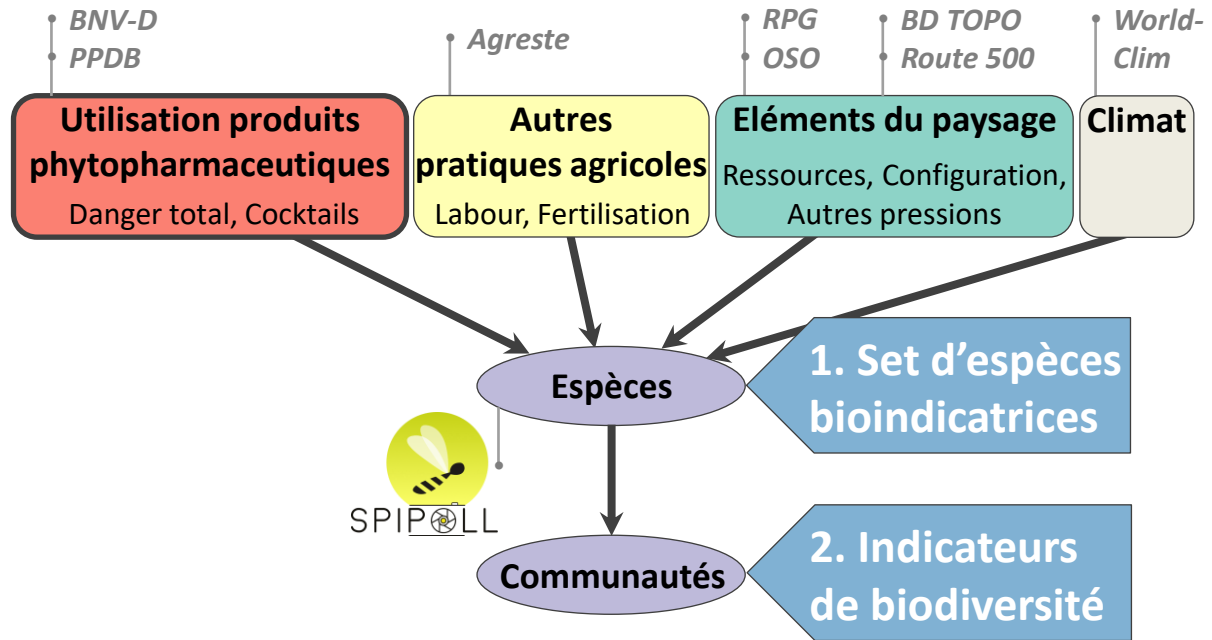 BNV-D
PPDB
Agreste
RPG
OSO
BD TOPO
Route 500
World-
Clim
Utilisation produits
phytopharmaceutiques
Danger total, Cocktails
Autres
pratiques agricoles
Labour, Fertilisation
Eléments du paysage
Ressources, Configuration,
Autres pressions
Climat
Espèces
1. Set d’espèces
bioindicatrices
SPIPOLL
Communautés
2. Indicateurs
de biodiversité